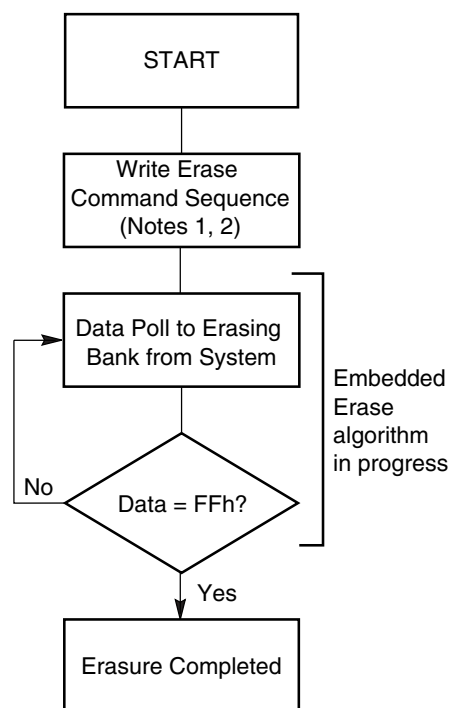 START
Write Erase
Command Sequence
(Notes 1, 2)
Data Poll to Erasing
Bank from System
Embedded
Erase
algorithm
in progress
No
Data = FFh?
Yes
Erasure Completed